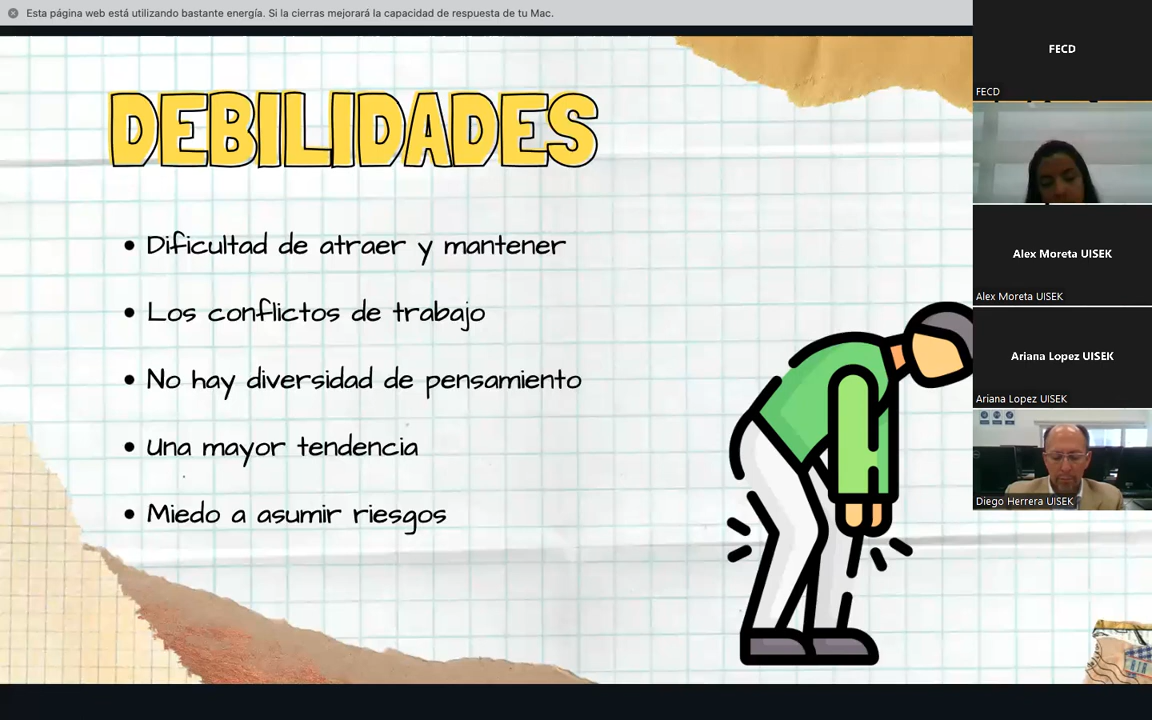 Esta página web está utilizando bastante energía. Si la cierras mejorará la capacidad de respuesta de tu Mac.
DEBILIDADES
• Dificultad de atraer y mantener
• Los conflictos de trabajo
• No hay diversidad de pensamiento
• Una mayor tendencia
• Miedo a asumir riesgos
FECD
FECD
Alex Moreta UISEK
Alex Moreta UISEK
Ariana Lopez UISEK
Ariana Lopez UISEK
Diego Herrera UISEK